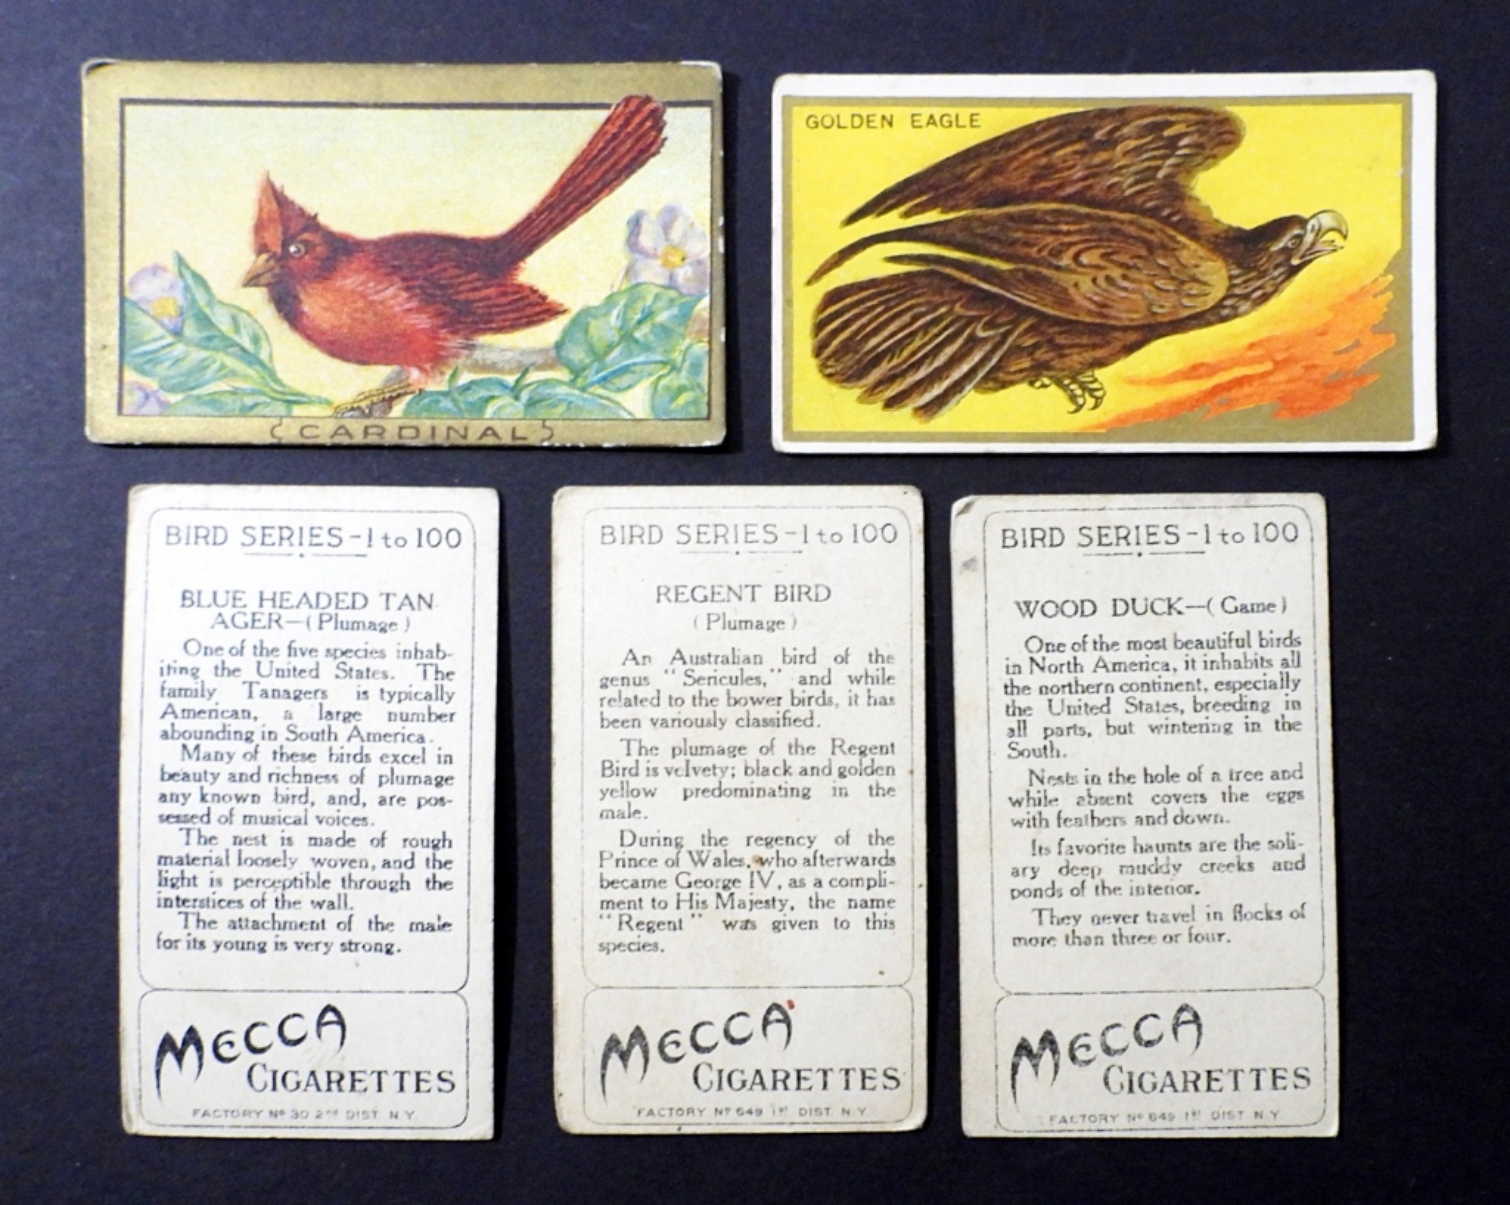 CARDINAL
GOLDEN EAGLE
BIRD SERIES-1 to 100
BLUE HEADED TAN
AGER—(Plumage)
One of the five species inhab-
iting the United States. The
family Tanagers is typically
American, a large number
abounding in South America.
Many of these birds excel in
beauty and richness of plumage
any known bird, and, are pos-
sessed of musical voices.
The nest is made of rough
material loosely woven, and the
light is perceptible through the
interstices of the wall.
The attachment of the male
for its young is very strong.
MECCA
CIGARETTES
FACTORY Nº 30 2ND DIST. N.Y.
BIRD SERIES-1 to 100
REGENT BIRD
(Plumage)
An Australian bird of the
genus "Sericules," and while
related to the bower birds, it has
been variously classified.
The plumage of the Regent
Bird is velvety; black and golden
yellow predominating in the
male.
During the regency of the
Prince of Wales, who afterwards
became George IV, as a compli-
ment to His Majesty, the name
"Regent" was given to this
species.
MECCA
CIGARETTES
FACTORY Nº 649 1ST DIST. N.Y.
BIRD SERIES-1 to 100
WOOD DUCK—(Game)
One of the most beautiful birds
in North America, it inhabits all
the northern continent, especially
the United States, breeding in
all parts, but wintering in the
South.
Nests in the hole of a tree and
while absent covers the eggs
with feathers and down.
Its favorite haunts are the soli-
ary deep muddy creeks and
ponds of the interior.
They never travel in flocks of
more than three or four.
MECCA
CIGARETTES
FACTORY Nº 649 1ST DIST. N.Y.